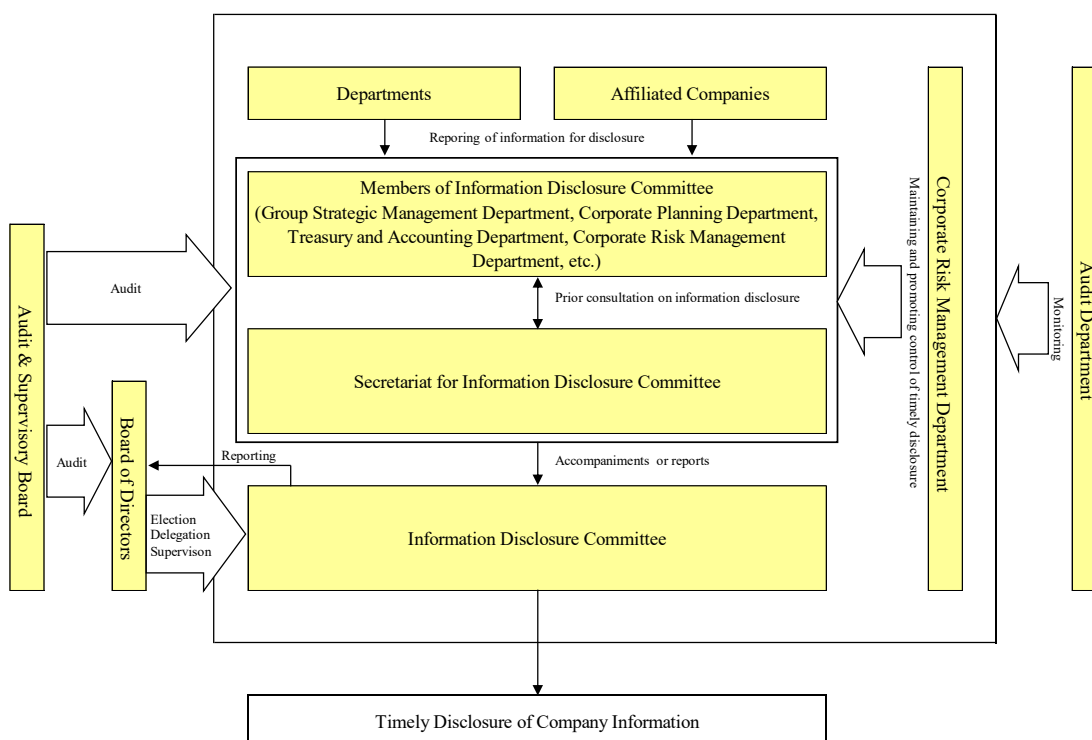 Departments
Affiliated Companies
Reporing of information for disclosure
Members of Information Disclosure Committee
(Group Strategic Management Department, Corporate Planning Department,
Treasury and Accounting Department, Corporate Risk Management
Department, etc.)
Prior consultation on information disclosure
Secretariat for Information Disclosure Committee
Accompaniments or reports
Information Disclosure Committee
Timely Disclosure of Company Information
Audit & Supervisory Board
Audit
Audit
Board of Directors
Reporting
Election
Delegation
Supervison
Maintaining and promoting control of timely disclosure
Corporate Risk Management Department
Monitoring
Audit Department